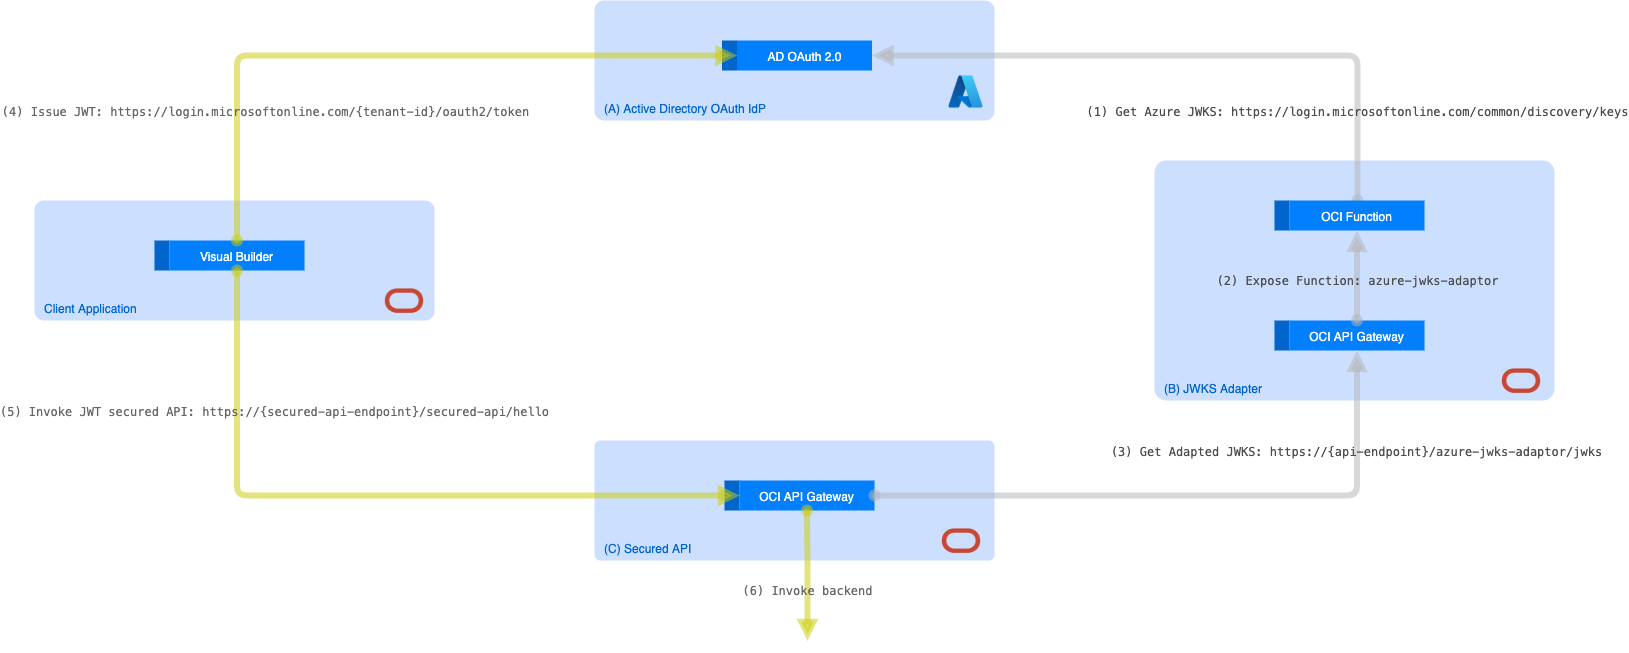 AD OAuth 2.0
(A) Active Directory OAuth IdP
(4) Issue JWT: https://login.microsoftonline.com/{tenant-id}/oauth2/token
(1) Get Azure JWKS: https://login.microsoftonline.com/common/discovery/keys
OCI Function
Visual Builder
(2) Expose Function: azure-jwks-adaptor
Client Application
OCI API Gateway
(B) JWKS Adapter
(5) Invoke JWT secured API: https://{secured-api-endpoint}/secured-api/hello
(3) Get Adapted JWKS: https://{api-endpoint}/azure-jwks-adaptor/jwks
OCI API Gateway
(C) Secured API
(6) Invoke backend